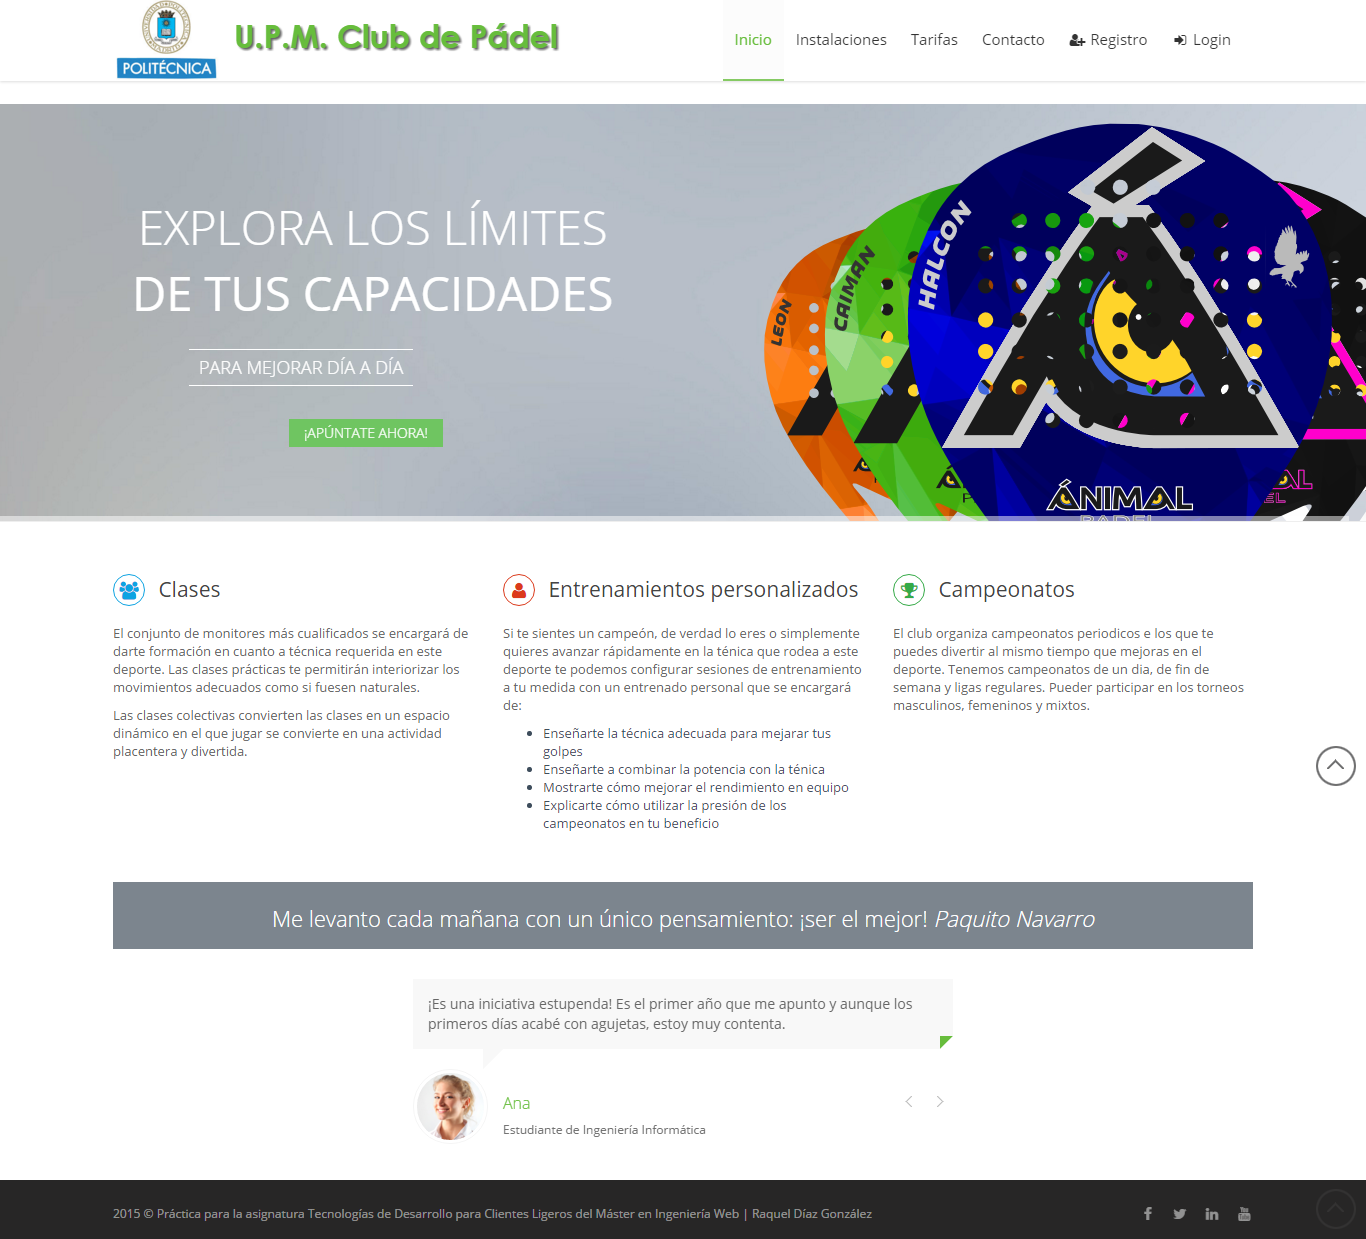 POLITÉCNICA
U.P.M. Club de Pádel
Inicio
Instalaciones
Tarifas
Contacto
Registro
Login
EXPLORA LOS LÍMITES
DE TUS CAPACIDADES
PARA MEJORAR DÍA A DÍA
¡APÚNTATE AHORA!
LEON
CAIMAN
HALCON
ÁNIMAL
PADEL
Clases
El conjunto de monitores más cualificados se encargará de
darte formación en cuanto a técnica requerida en este
deporte. Las clases prácticas te permitirán interiorizar los
movimientos adecuados como si fuesen naturales.
Las clases colectivas convierten las clases en un espacio
dinámico en el que jugar se convierte en una actividad
placentera y divertida.
Entrenamientos personalizados
Si te sientes un campeón, de verdad lo eres o simplemente
quieres avanzar rápidamente en la ténica que rodea a este
deporte te podemos configurar sesiones de entrenamiento
a tu medida con un entrenado personal que se encargará
de:
Enseñarte la técnica adecuada para mejarar tus
golpes
Enseñarte a combinar la potencia con la ténica
Mostrarte cómo mejorar el rendimiento en equipo
Explicarte cómo utilizar la presión de los
campeonatos en tu beneficio
Campeonatos
El club organiza campeonatos periodicos e los que te
puedes divertir al mismo tiempo que mejoras en el
deporte. Tenemos campeonatos de un dia, de fin de
semana y ligas regulares. Pueder participar en los torneos
masculinos, femeninos y mixtos.
Me levanto cada mañana con un único pensamiento: ¡ser el mejor! Paquito Navarro
¡Es una iniciativa estupenda! Es el primer año que me apunto y aunque los
primeros días acabé con agujetas, estoy muy contenta.
Ana
Estudiante de Ingeniería Informática
2015 © Práctica para la asignatura Tecnologías de Desarrollo para Clientes Ligeros del Máster en Ingeniería Web | Raquel Díaz González